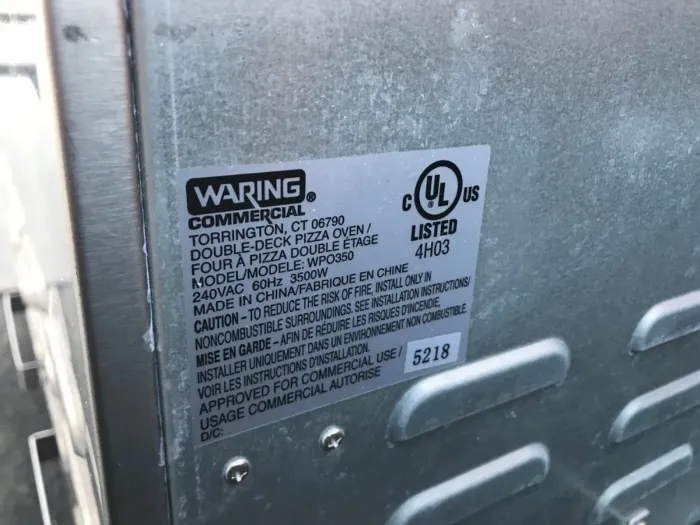 WARING®
COMMERCIAL
TORRINGTON, CT 06790
DOUBLE-DECK PIZZA OVEN /
FOUR À PIZZA DOUBLE ÉTAGE
MODEL/MODELE: WPO350
240VAC 60Hz 3500W
MADE IN CHINA/FABRIQUE EN CHINE
CAUTION – TO REDUCE THE RISK OF FIRE, INSTALL ONLY IN
NONCOMBUSTIBLE SURROUNDINGS. SEE INSTALLATION INSTRUCTIONS/
MISE EN GARDE – AFIN DE RÉDUIRE LES RISQUES D'INCENDIE,
INSTALLER UNIQUEMENT DANS UN ENVIRONNEMENT NON COMBUSTIBLE.
VOIR LES INSTRUCTIONS D'INSTALLATION.
APPROVED FOR COMMERCIAL USE /
USAGE COMMERCIAL AUTORISE
D/C:
5218
C UL US
LISTED
4H03